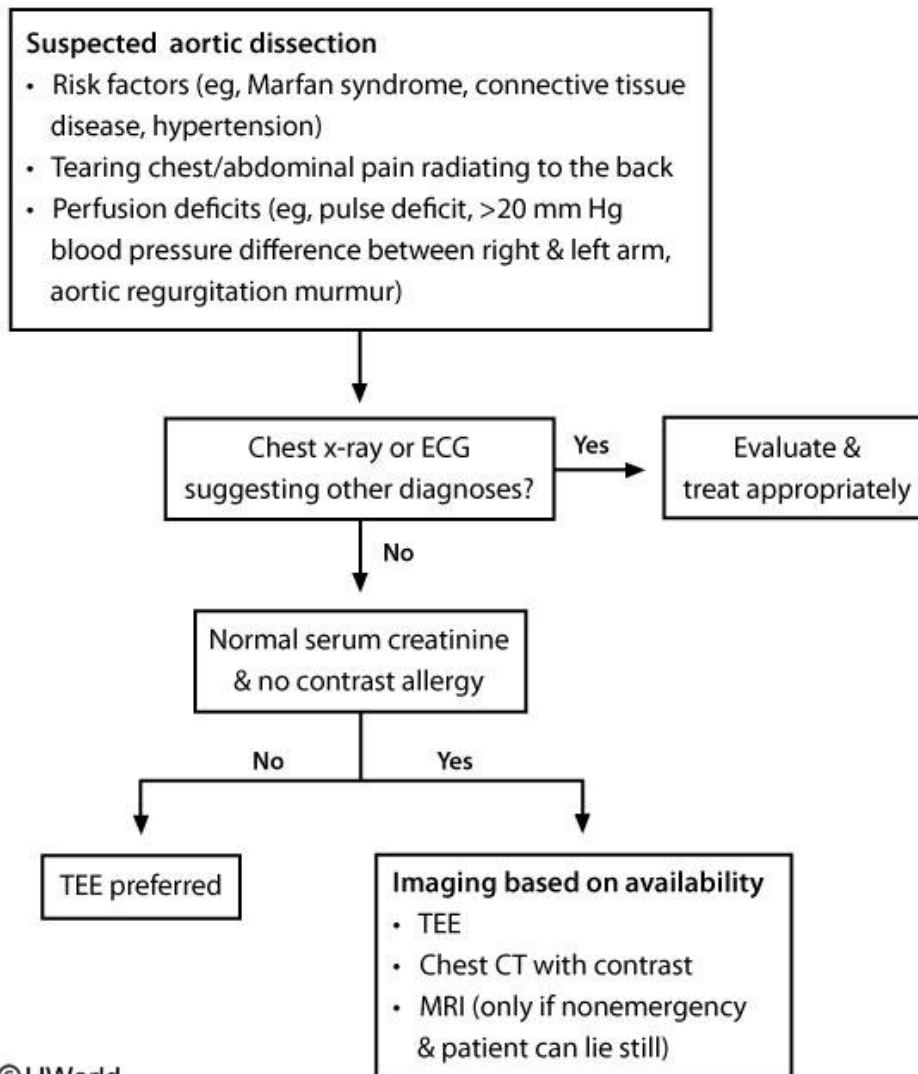 Suspected aortic dissection
• Risk factors (eg, Marfan syndrome, connective tissue
disease, hypertension)
• Tearing chest/abdominal pain radiating to the back
• Perfusion deficits (eg, pulse deficit, >20 mm Hg
blood pressure difference between right & left arm,
aortic regurgitation murmur)
Chest x-ray or ECG
suggesting other diagnoses?
Yes
Evaluate &
treat appropriately
No
Normal serum creatinine
& no contrast allergy
No
Yes
TEE preferred
Imaging based on availability
• TEE
• Chest CT with contrast
• MRI (only if nonemergency
& patient can lie still)
©UWorld